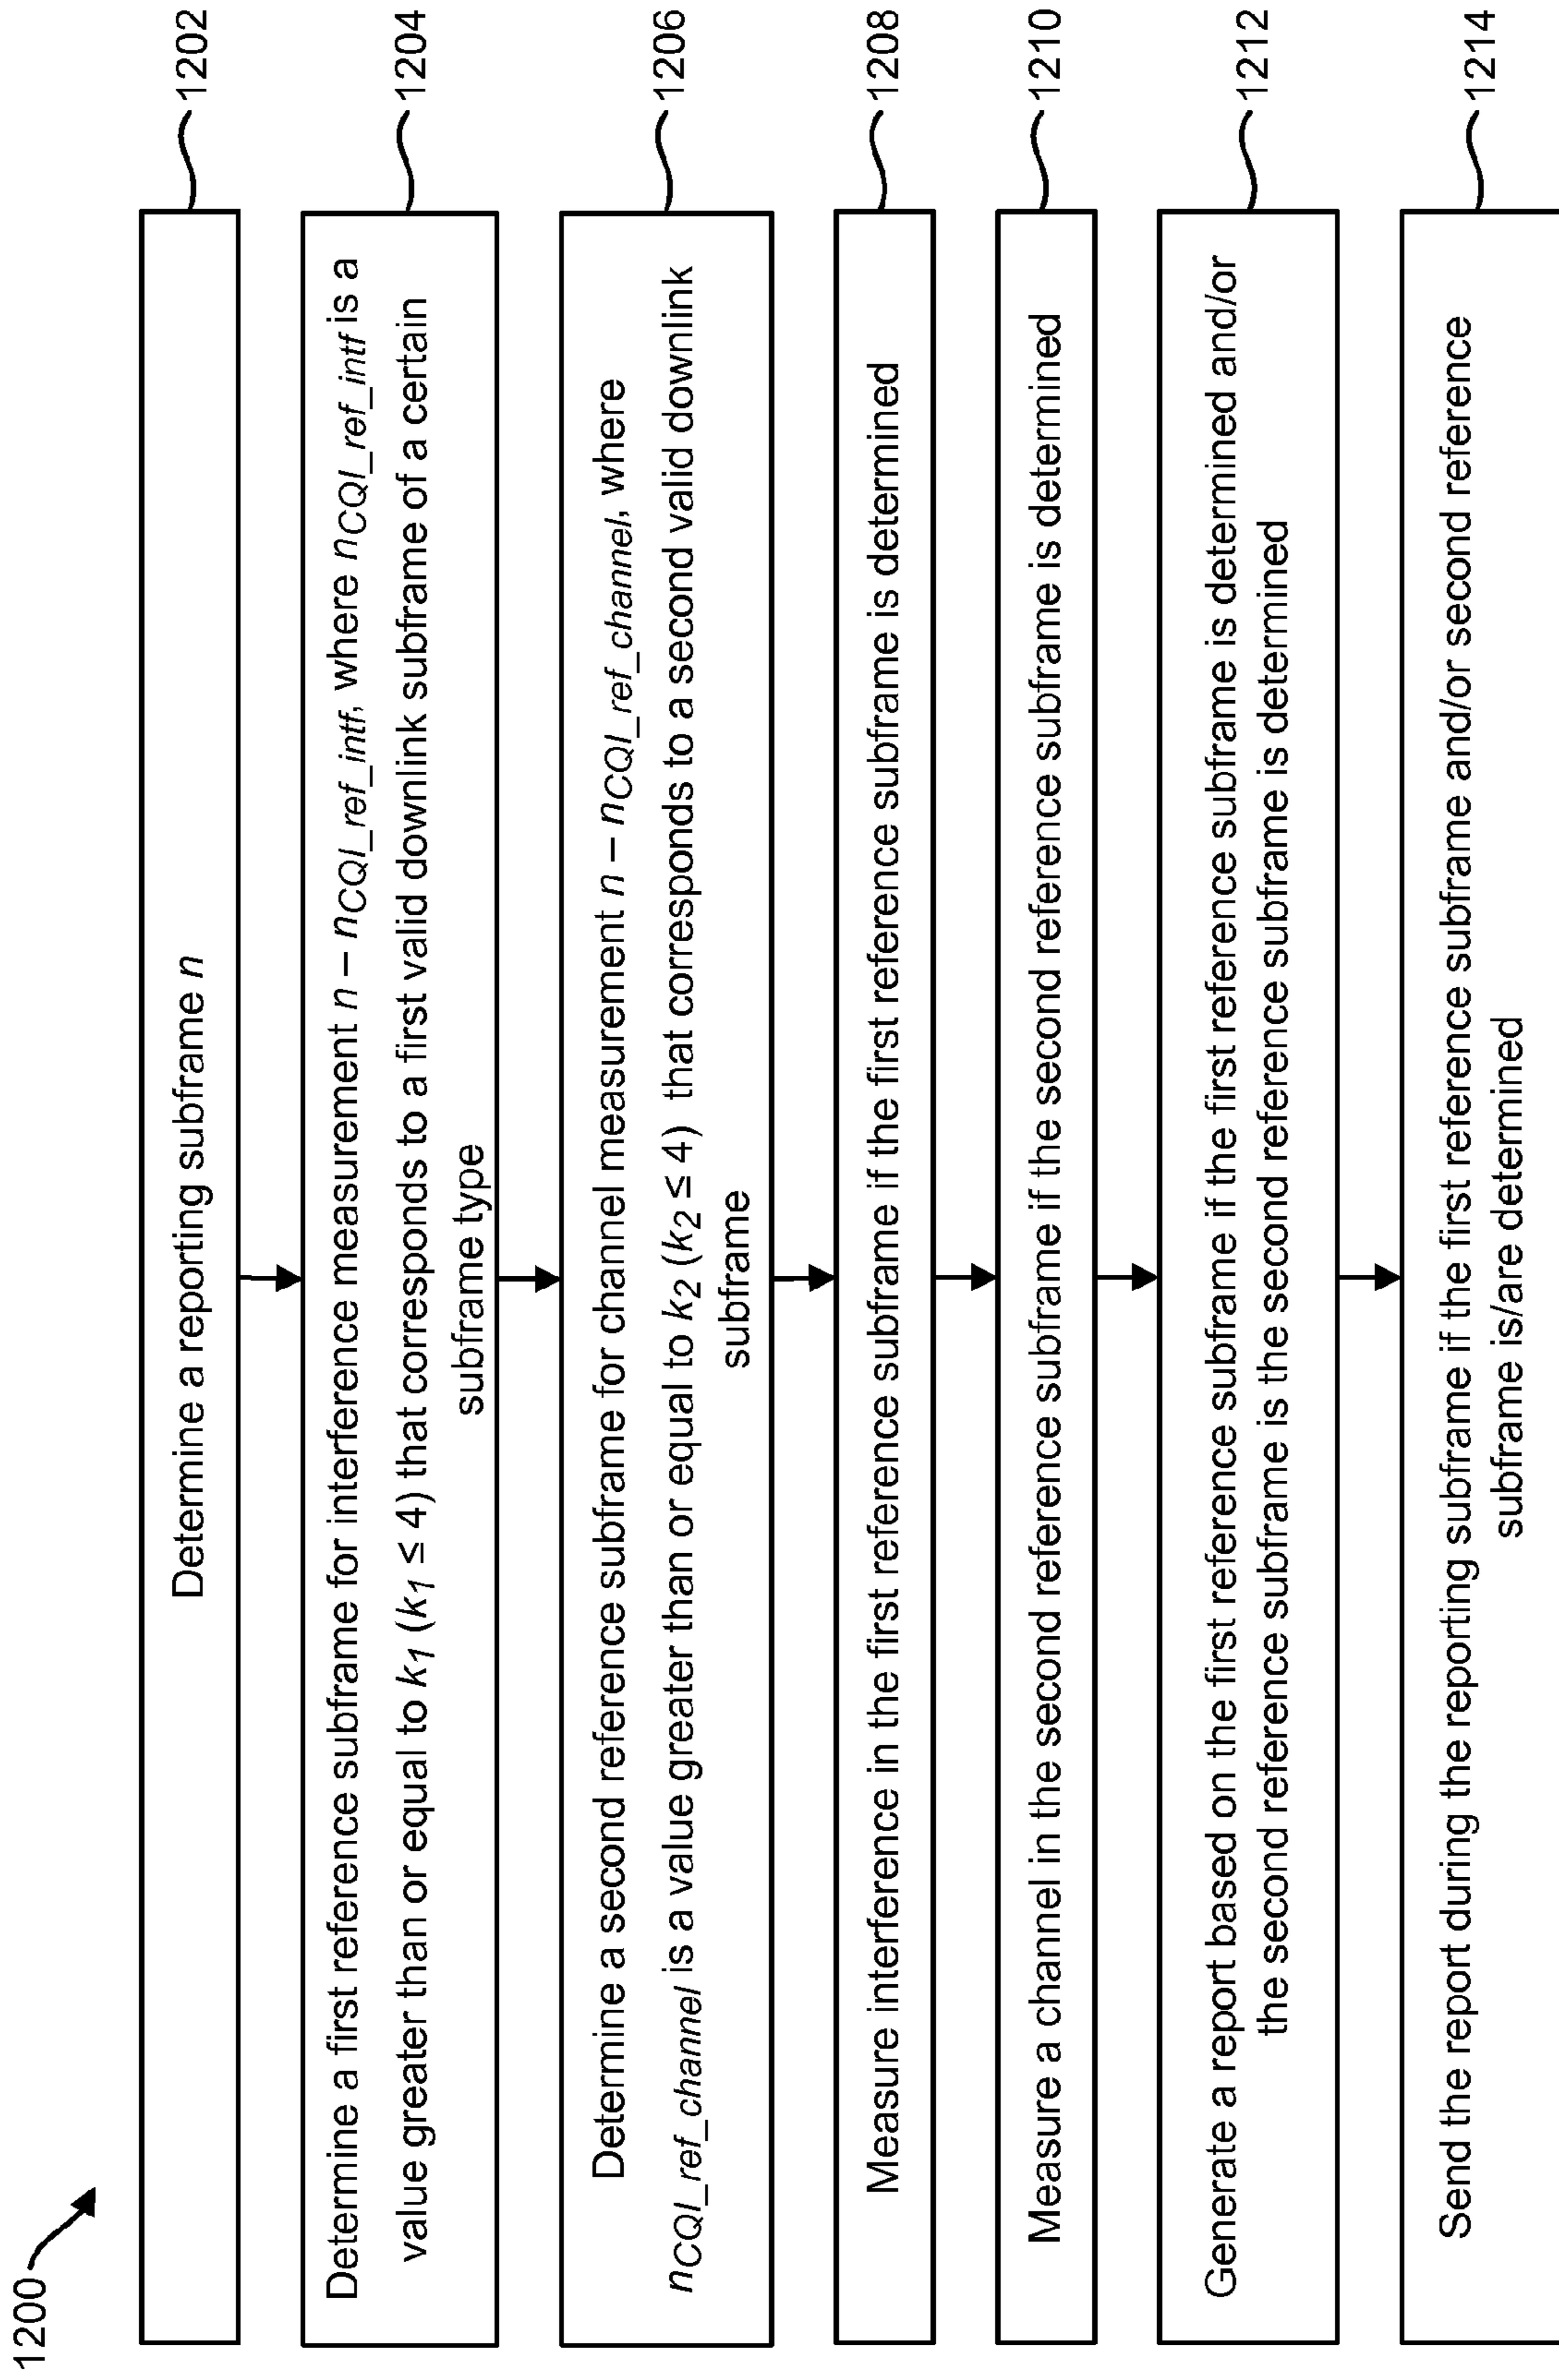 1200
Determine a reporting subframe n
1202
Determine a first reference subframe for interference measurement n – nCQI_ref_intf, where nCQI_ref_intf is a
value greater than or equal to k1 (k1 ≤ 4) that corresponds to a first valid downlink subframe of a certain
subframe type
1204
Determine a second reference subframe for channel measurement n – nCQI_ref_channel, where
nCQI_ref_channel is a value greater than or equal to k2 (k2 ≤ 4) that corresponds to a second valid downlink
subframe
1206
Measure interference in the first reference subframe if the first reference subframe is determined
1208
Measure a channel in the second reference subframe if the second reference subframe is determined
1210
Generate a report based on the first reference subframe if the first reference subframe is determined and/or
the second reference subframe is the second reference subframe is determined
1212
Send the report during the reporting subframe if the first reference subframe and/or second reference
subframe is/are determined
1214